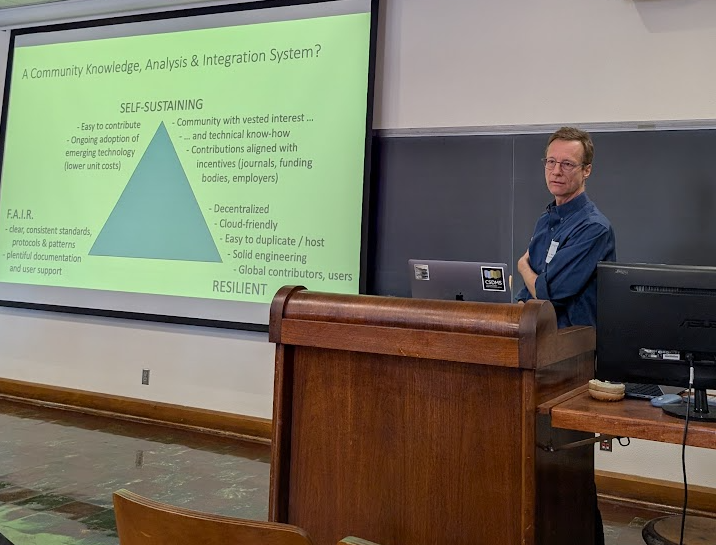 A Community Knowledge, Analysis & Integration System?
SELF-SUSTAINING
- Easy to contribute
- Ongoing adoption of
emerging technology
(lower unit costs)
- Community with vested interest ...
- ... and technical know-how
- Contributions aligned with
incentives (journals, funding
bodies, employers)
F.A.I.R.
- clear, consistent standards,
protocols & patterns
- plentiful documentation
and user support
- Decentralized
- Cloud-friendly
- Easy to duplicate / host
- Solid engineering
- Global contributors, users
RESILIENT
CSDMS
ASUS